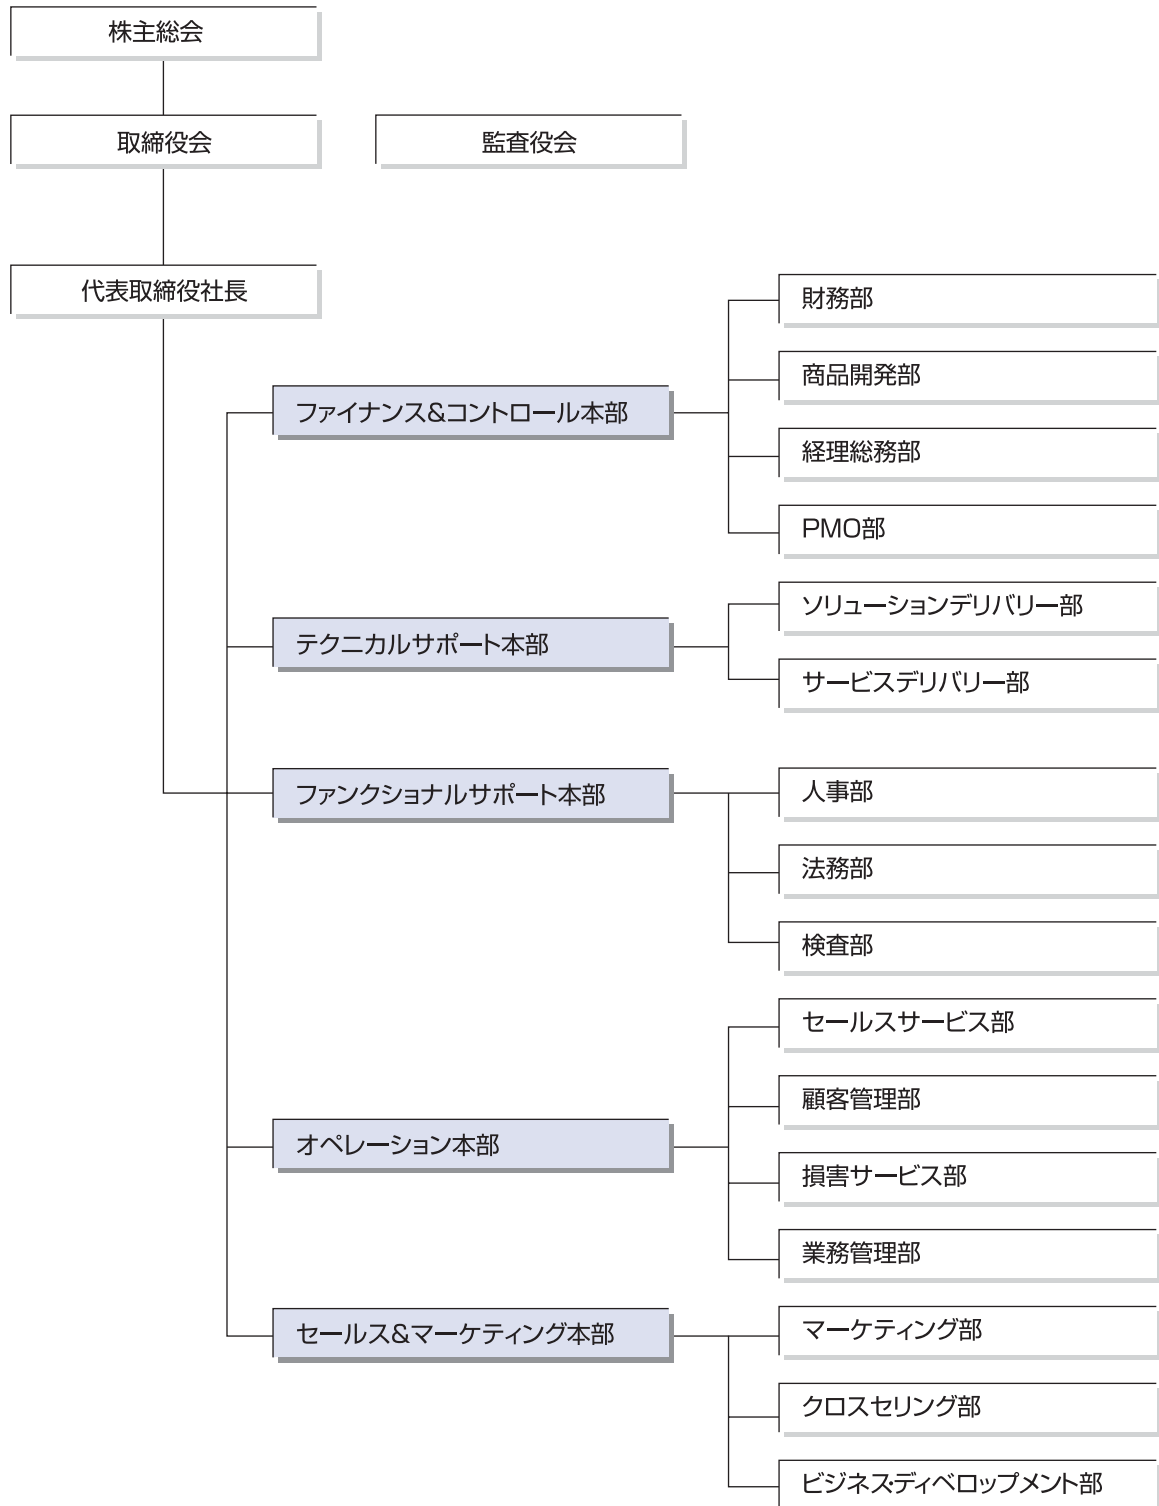 株主総会
取締役会
監査役会
代表取締役社長
ファイナンス&コントロール本部
財務部
商品開発部
経理総務部
PMO部
テクニカルサポート本部
ソリューションデリバリー部
サービスデリバリー部
ファンクショナルサポート本部
人事部
法務部
検査部
オペレーション本部
セールスサービス部
顧客管理部
損害サービス部
業務管理部
セールス&マーケティング本部
マーケティング部
クロスセリング部
ビジネス・ディベロップメント部